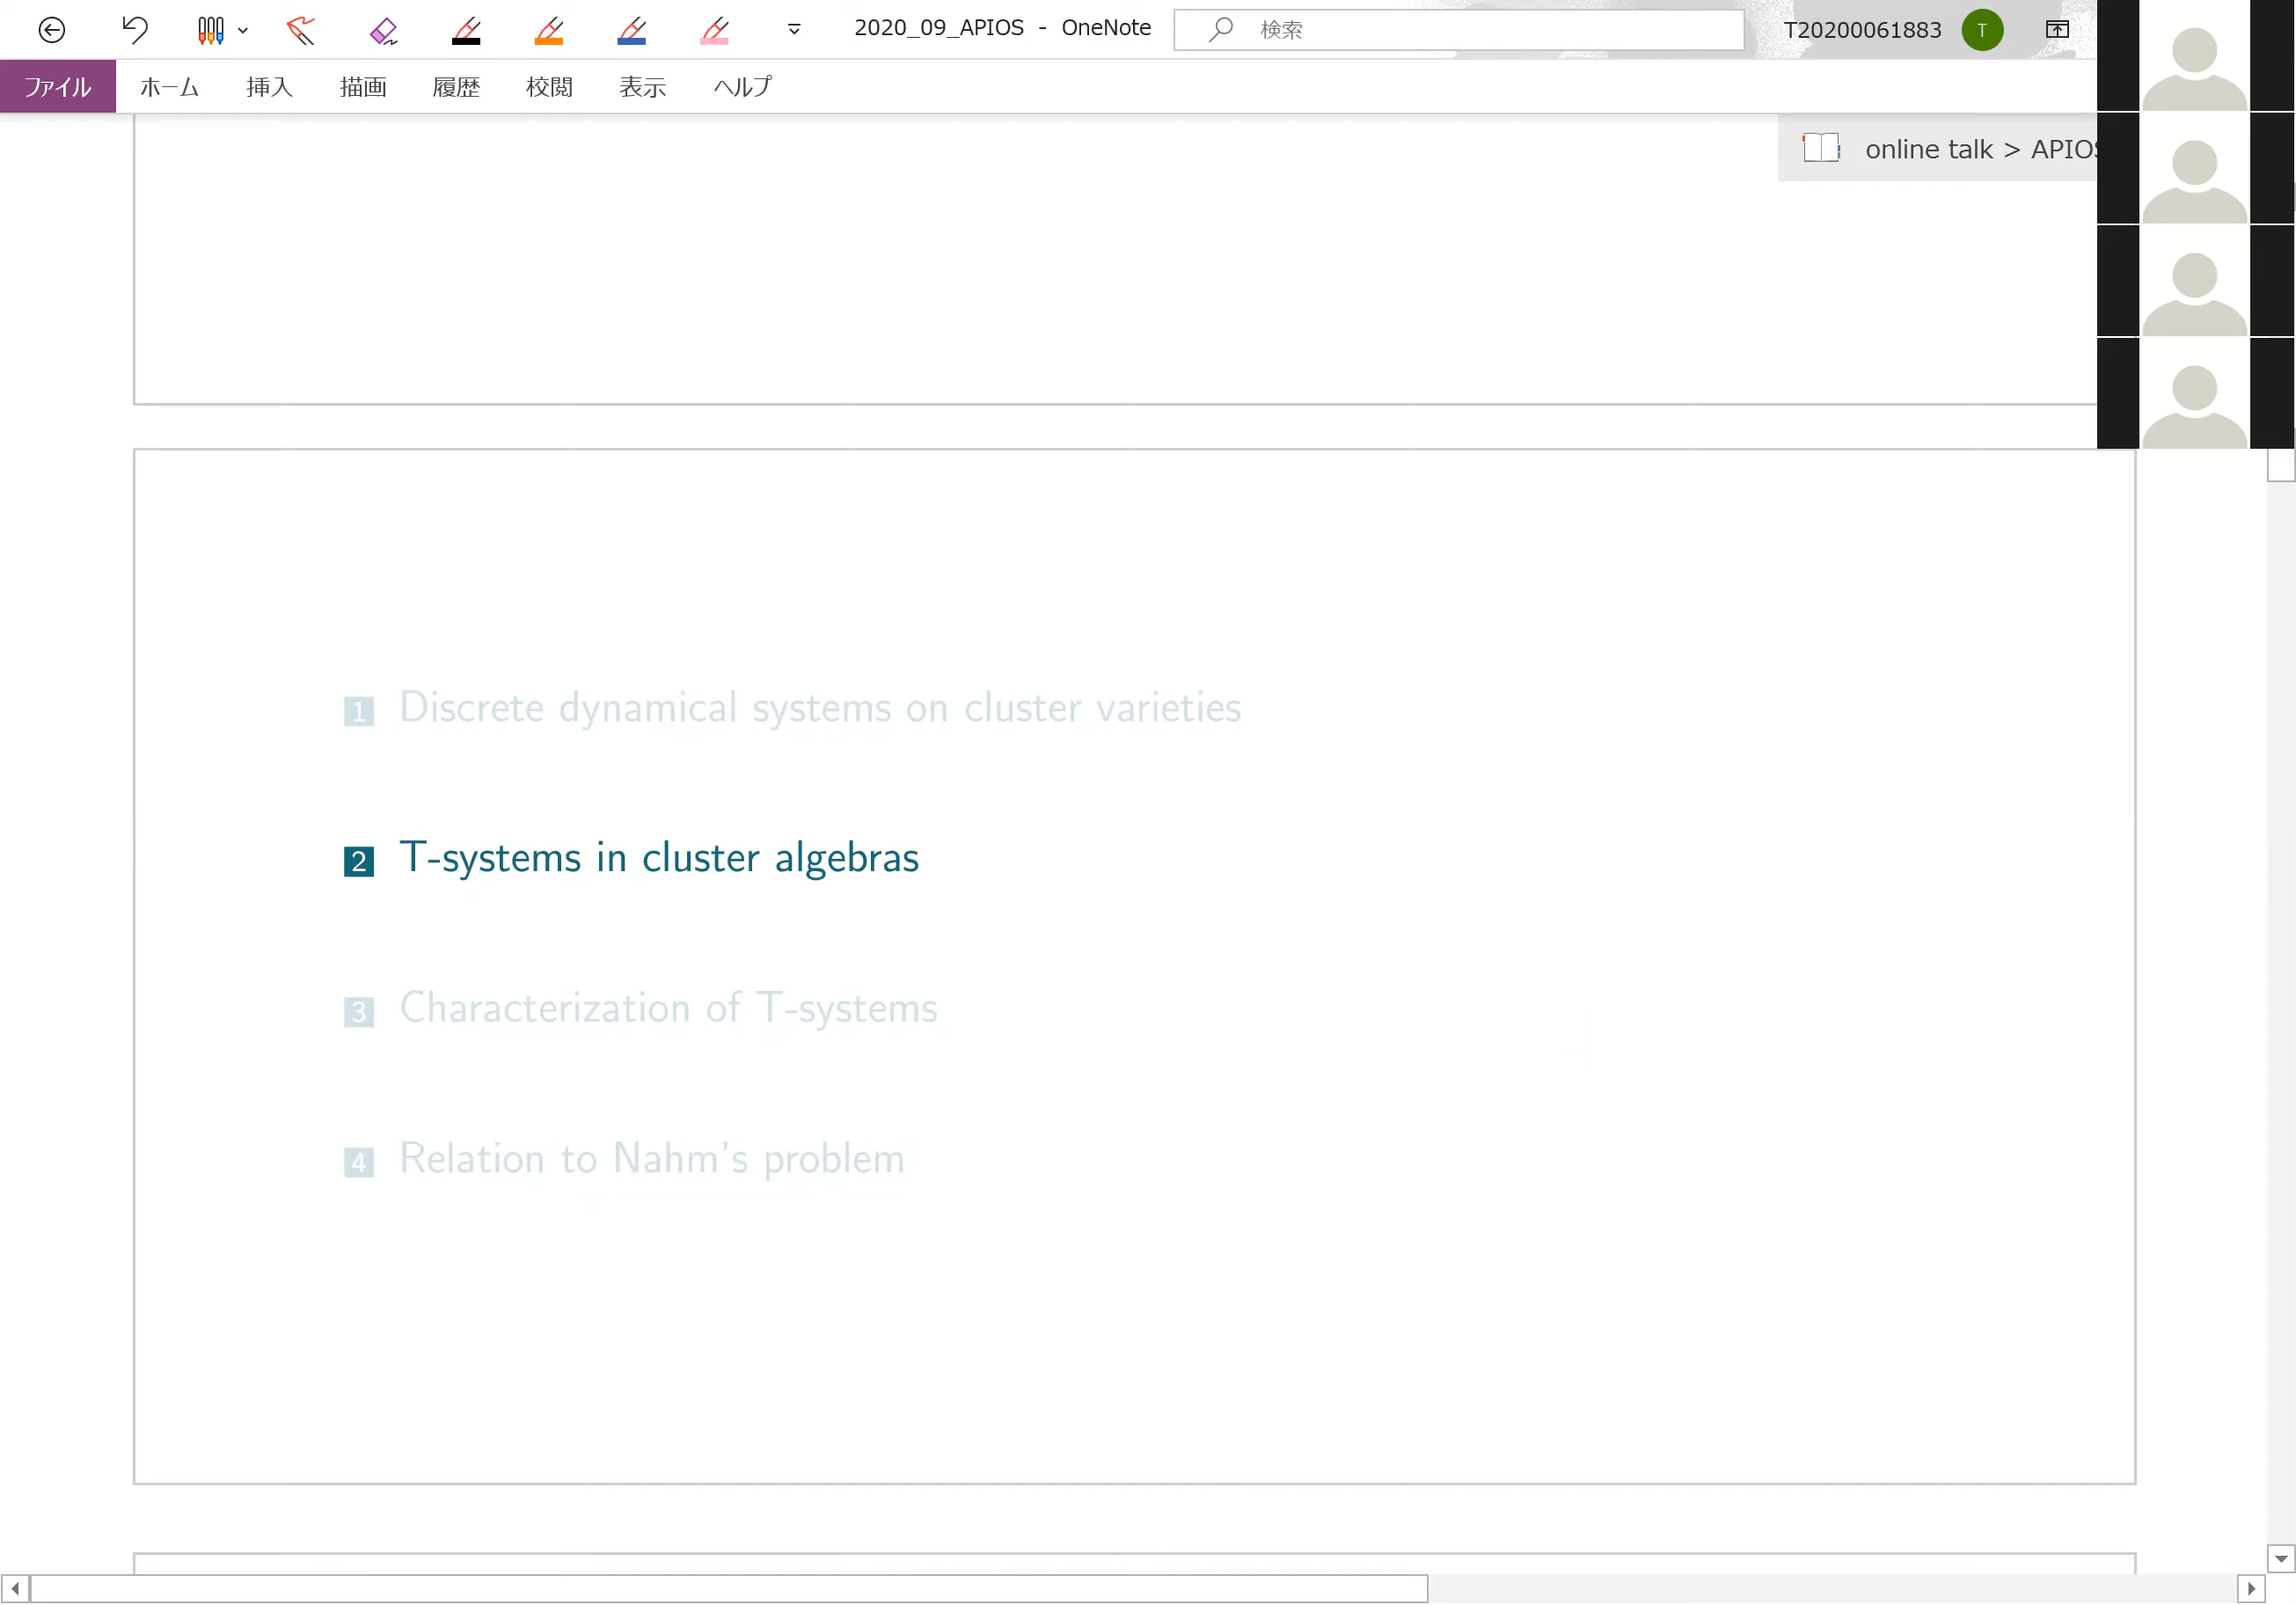 2020_09_APIOS - OneNote
検索
T20200061883
T
ファイル ホーム 挿入 描画 履歴 校閲 表示 ヘルプ
online talk > APIOS
1 Discrete dynamical systems on cluster varieties
2 T-systems in cluster algebras
3 Characterization of T-systems
4 Relation to Nahm's problem